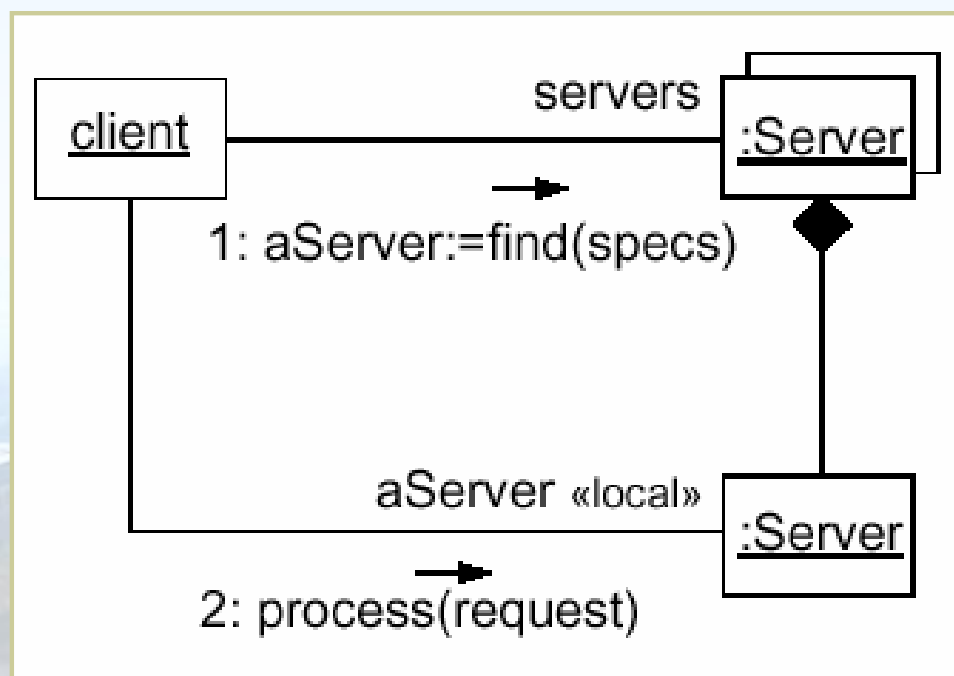 servers
client
:Server
1: aServer:=find(specs)
aServer «local»
:Server
2: process(request)